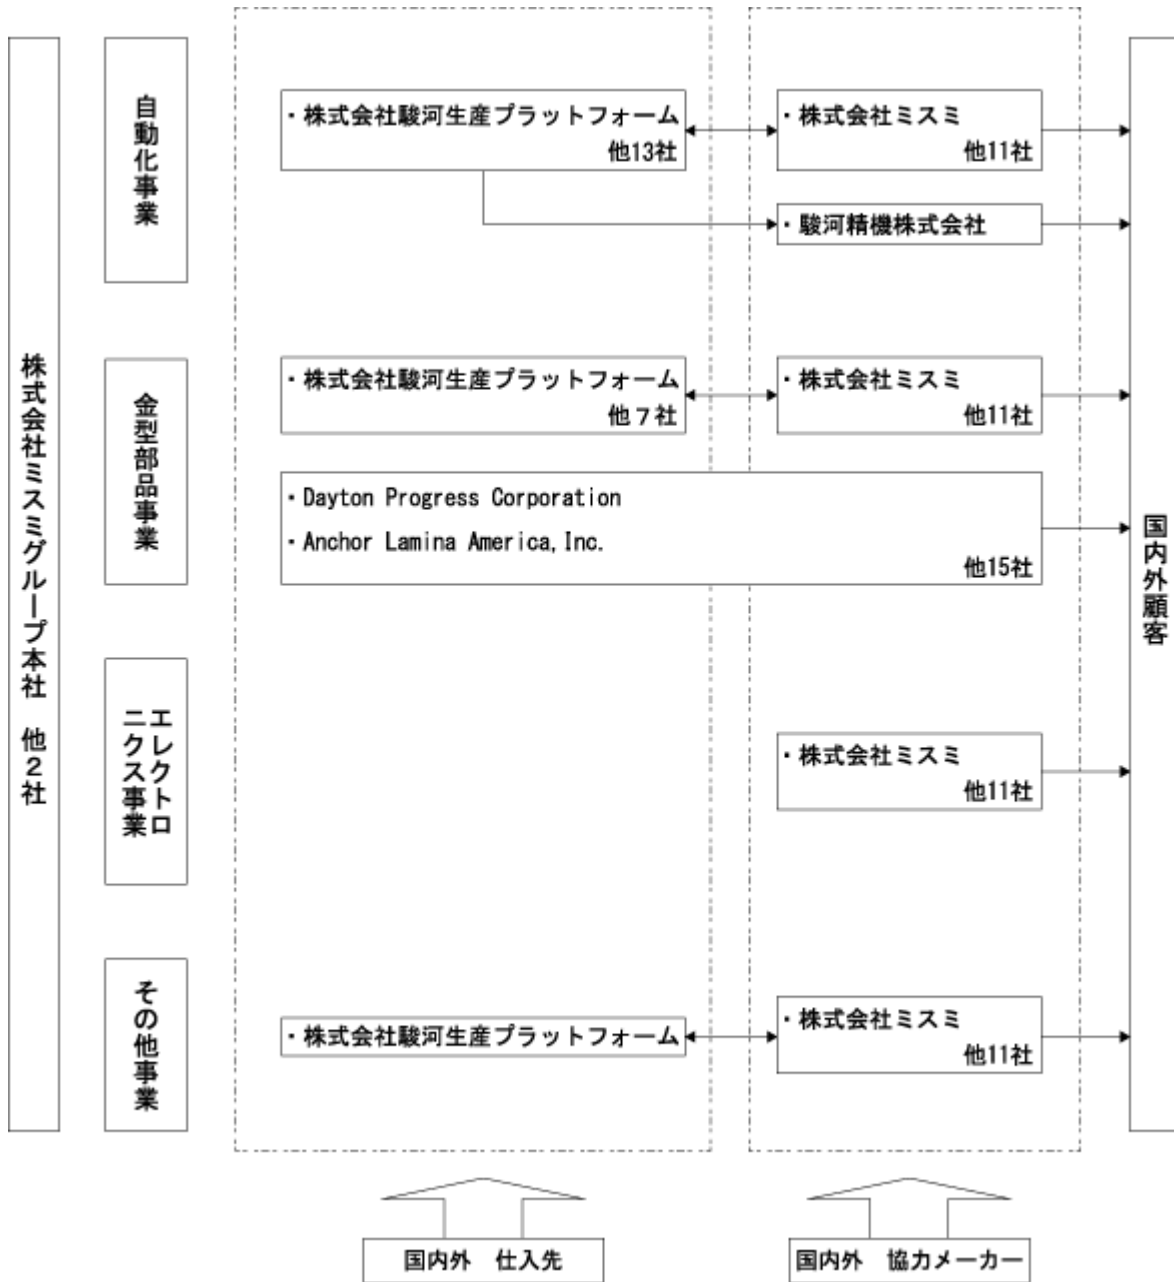 株式会社ミスミグループ本社　他２社
自動化事業
・株式会社駿河生産プラットフォーム
他13社
・株式会社ミスミ
他11社
・駿河精機株式会社
金型部品事業
・株式会社駿河生産プラットフォーム
他７社
・株式会社ミスミ
他11社
・Dayton Progress Corporation
・Anchor Lamina America,Inc.
他15社
エレクトロ
ニクス事業
・株式会社ミスミ
他11社
その他事業
・株式会社駿河生産プラットフォーム
・株式会社ミスミ
他11社
国内外顧客
国内外　仕入先
国内外　協力メーカー